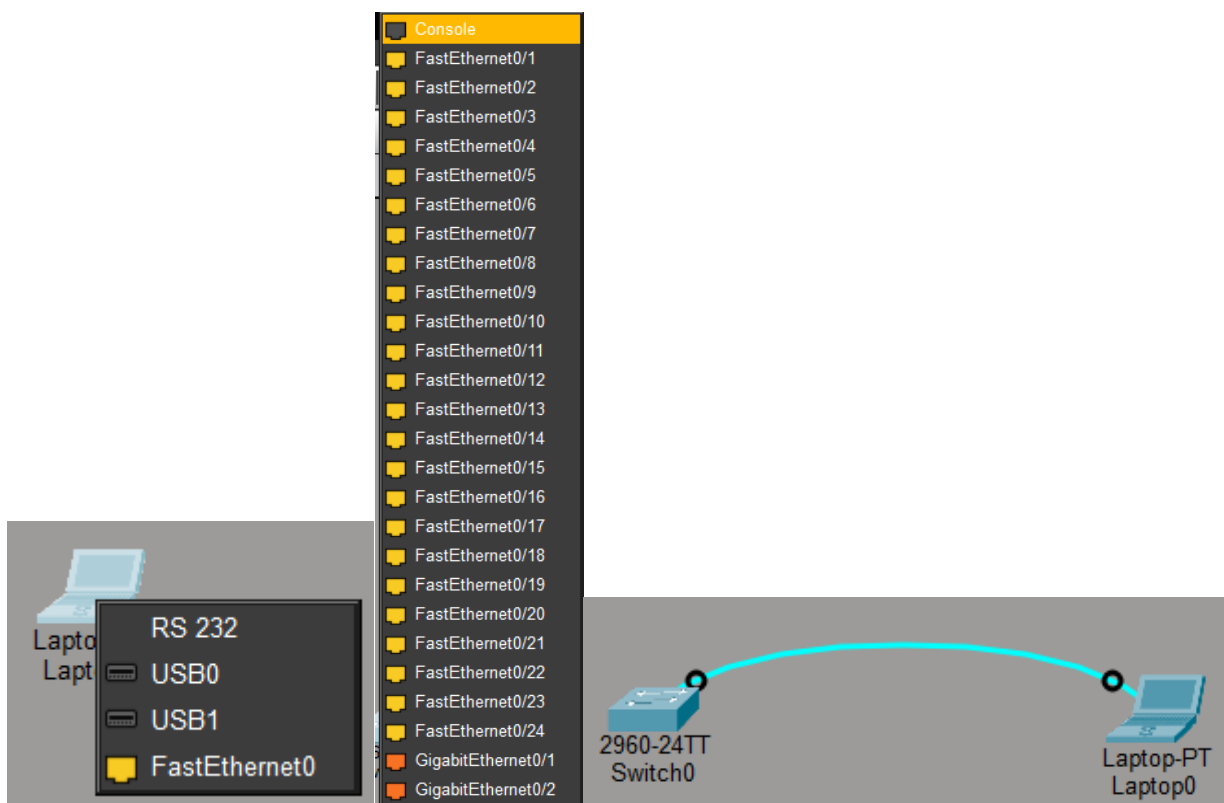 Console
FastEthernet0/1
FastEthernet0/2
FastEthernet0/3
FastEthernet0/4
FastEthernet0/5
FastEthernet0/6
FastEthernet0/7
FastEthernet0/8
FastEthernet0/9
FastEthernet0/10
FastEthernet0/11
FastEthernet0/12
FastEthernet0/13
FastEthernet0/14
FastEthernet0/15
FastEthernet0/16
FastEthernet0/17
FastEthernet0/18
FastEthernet0/19
FastEthernet0/20
FastEthernet0/21
FastEthernet0/22
FastEthernet0/23
FastEthernet0/24
GigabitEthernet0/1
GigabitEthernet0/2
Lapto
Lapt
RS 232
USB0
USB1
FastEthernet0
2960-24TT
Switch0
Laptop-PT
Laptop0